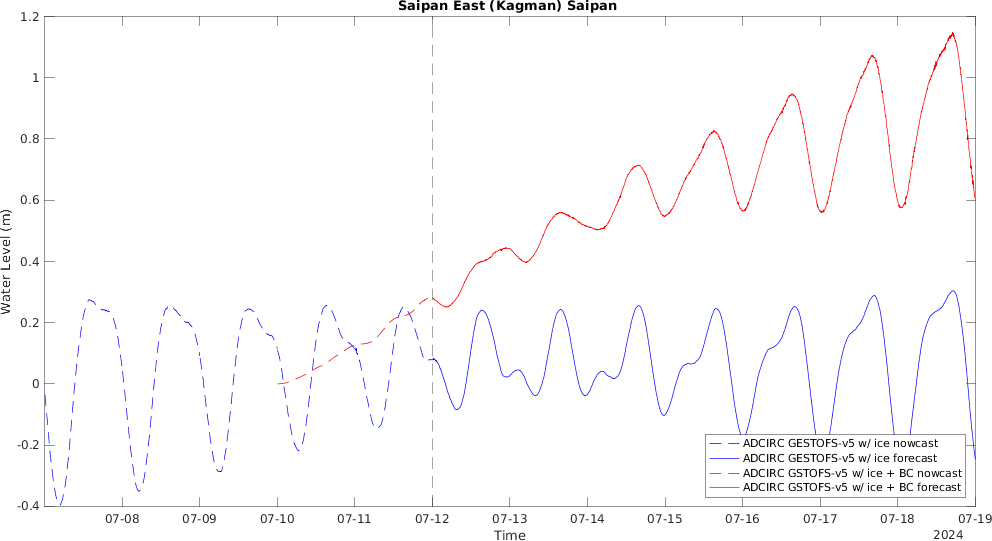 Saipan East (Kagman) Saipan
1.2
1
0.8
0.6
0.4
0.2
0
-0.2
-0.4
Water Level (m)
ADCIRC GESTOFS-v5 w/ ice nowcast
ADCIRC GESTOFS-v5 w/ ice forecast
ADCIRC GSTOFS-v5 w/ ice + BC nowcast
ADCIRC GSTOFS-v5 w/ ice + BC forecast
07-08 07-09 07-10 07-11 07-12 07-13 07-14 07-15 07-16 07-17 07-18 07-19
Time
2024